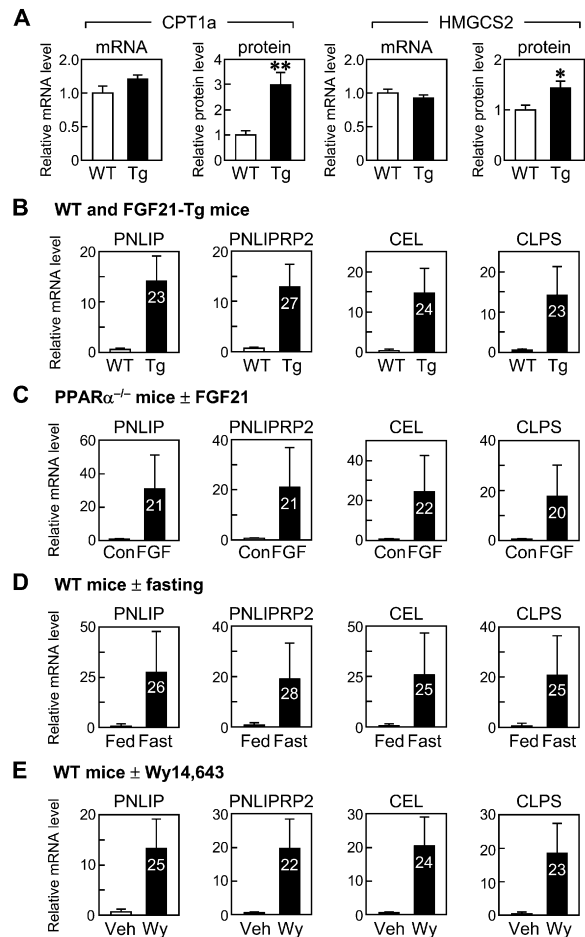 A
CPT1a HMGCS2
mRNA protein mRNA protein
Relative mRNA level
2.0
1.0
0.5
0
WT Tg
Relative protein level
4
3
2
1
0
**
WT Tg
Relative mRNA level
2.0
1.0
0.5
0
WT Tg
Relative protein level
2.0
1.0
0.5
0
*
WT Tg
B WT and FGF21-Tg mice
PNLIP PNLIPRP2 CEL CLPS
Relative mRNA level
20
10
0
23
WT Tg
20
10
0
27
WT Tg
20
10
0
24
WT Tg
20
10
0
23
WT Tg
C PPARα–/– mice ± FGF21
PNLIP PNLIPRP2 CEL CLPS
Relative mRNA level
60
40
20
0
21
Con FGF
40
20
0
21
Con FGF
40
20
0
22
Con FGF
40
20
0
20
Con FGF
D WT mice ± fasting
PNLIP PNLIPRP2 CEL CLPS
Relative mRNA level
50
25
0
26
Fed Fast
40
20
0
28
Fed Fast
50
25
0
25
Fed Fast
40
20
0
25
Fed Fast
E WT mice ± Wy14,643
PNLIP PNLIPRP2 CEL CLPS
Relative mRNA level
20
10
0
25
Veh Wy
30
20
10
0
22
Veh Wy
30
20
10
0
24
Veh Wy
30
20
10
0
23
Veh Wy